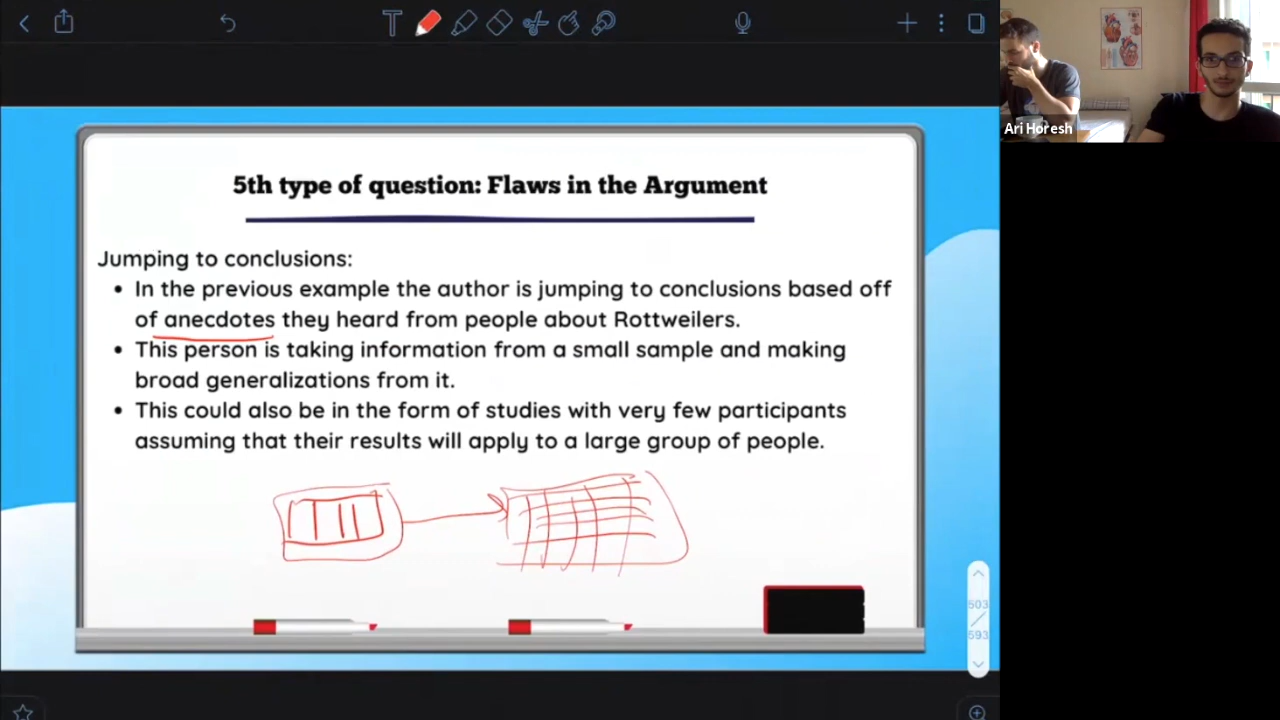 Ari Horesh
5th type of question: Flaws in the Argument
Jumping to conclusions:
• In the previous example the author is jumping to conclusions based off
of anecdotes they heard from people about Rottweilers.
• This person is taking information from a small sample and making
broad generalizations from it.
• This could also be in the form of studies with very few participants
assuming that their results will apply to a large group of people.
503
/
593